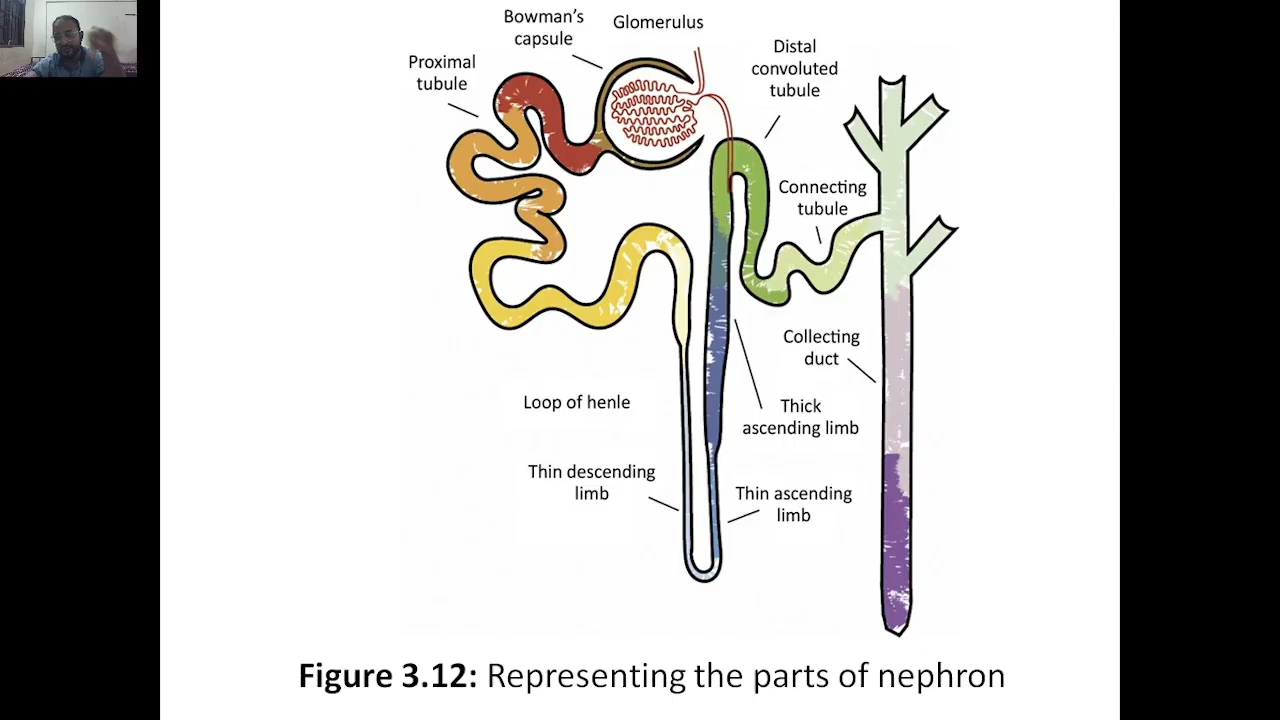 Bowman's
capsule
Glomerulus
Proximal
tubule
Distal
convoluted
tubule
Connecting
tubule
Collecting
duct
Loop of henle
Thick
ascending limb
Thin descending
limb
Thin ascending
limb
Figure 3.12: Representing the parts of nephron